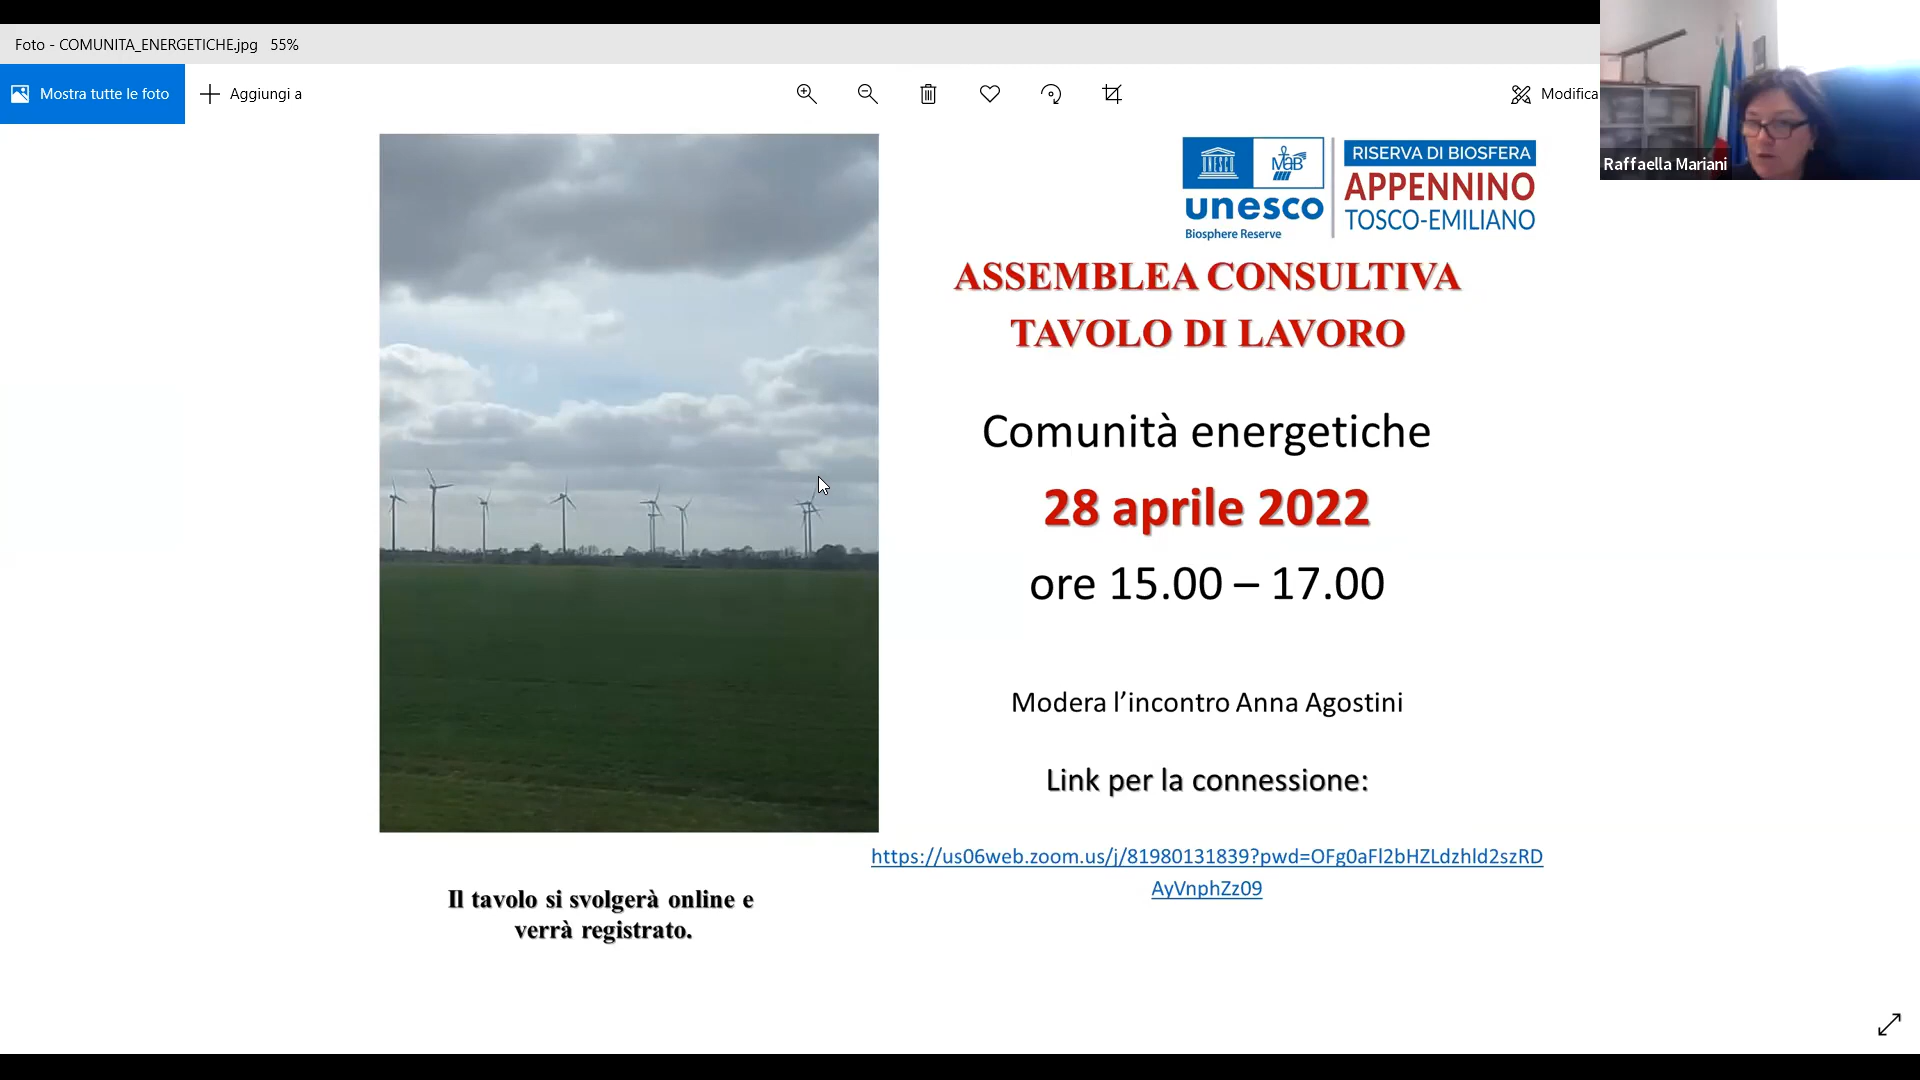 Foto - COMUNITA_ENERGETICHE.jpg 55%
Mostra tutte le foto
Aggiungi a
Modifica
Raffaella Mariani
UNESCO
MaB
unesco
Biosphere Reserve
RISERVA DI BIOSFERA
APPENNINO
TOSCO-EMILIANO
ASSEMBLEA CONSULTIVA
TAVOLO DI LAVORO
Comunità energetiche
28 aprile 2022
ore 15.00 – 17.00
Modera l’incontro Anna Agostini
Link per la connessione:
https://us06web.zoom.us/j/81980131839?pwd=OFg0aFl2bHZLdzhld2szRD
AyVnphZz09
Il tavolo si svolgerà online e
verrà registrato.